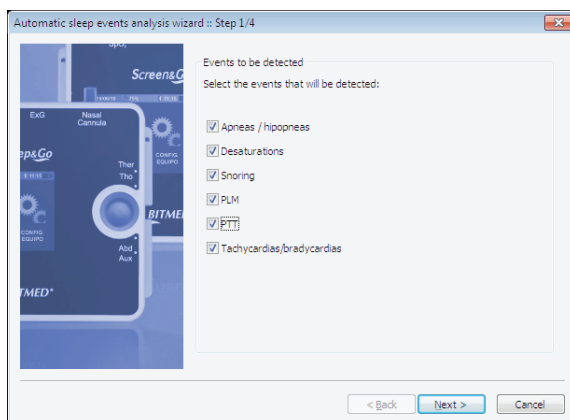 Automatic sleep events analysis wizard :: Step 1/4
Screen&G
ExG
Nasal
Cannula
ep&Go
Ther
Tho
CONFIG.
EQUIPO
CONFIG.
EQUIPO
BITMED
Abd
Aux
TMED®
Events to be detected
Select the events that will be detected:
Apneas / hipopneas
Desaturations
Snoring
PLM
PTT
Tachycardias/bradycardias
< Back
Next >
Cancel